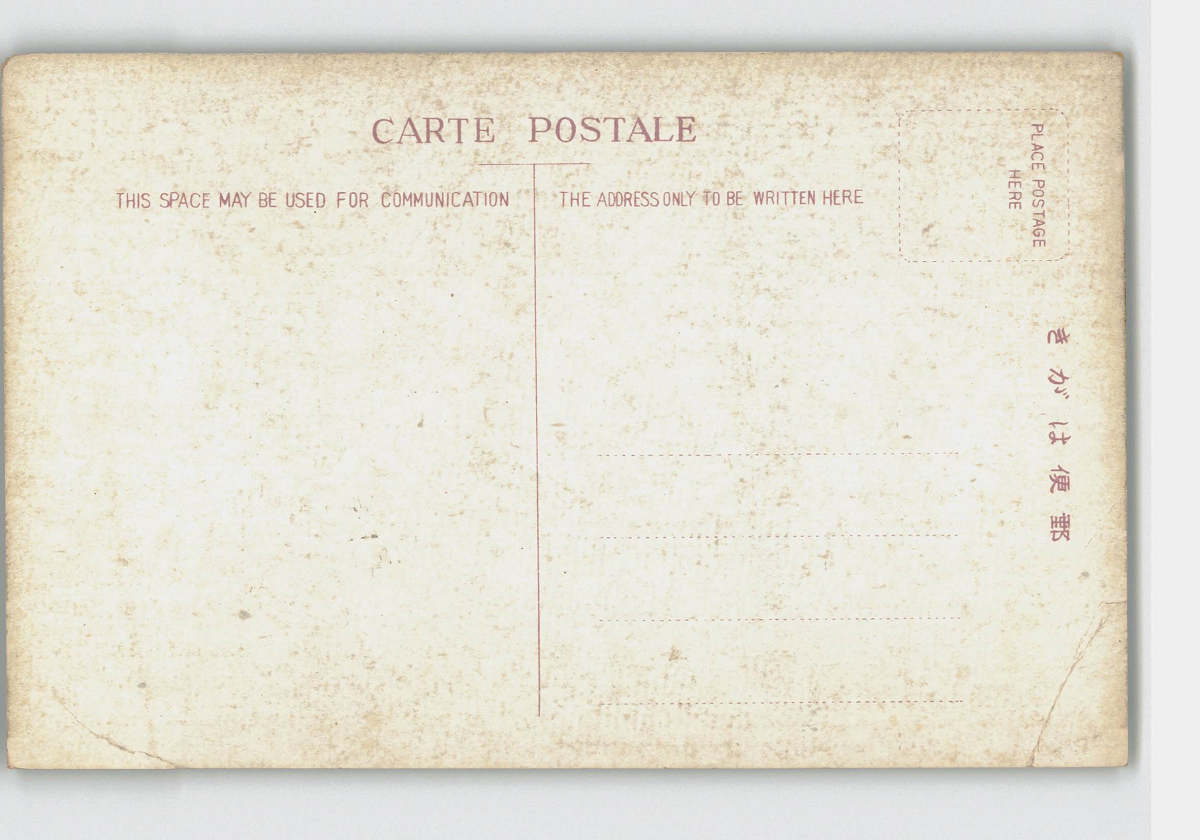 CARTE POSTALE
THIS SPACE MAY BE USED FOR COMMUNICATION
THE ADDRESS ONLY TO BE WRITTEN HERE
PLACE POSTAGE
HERE
きがは便郵